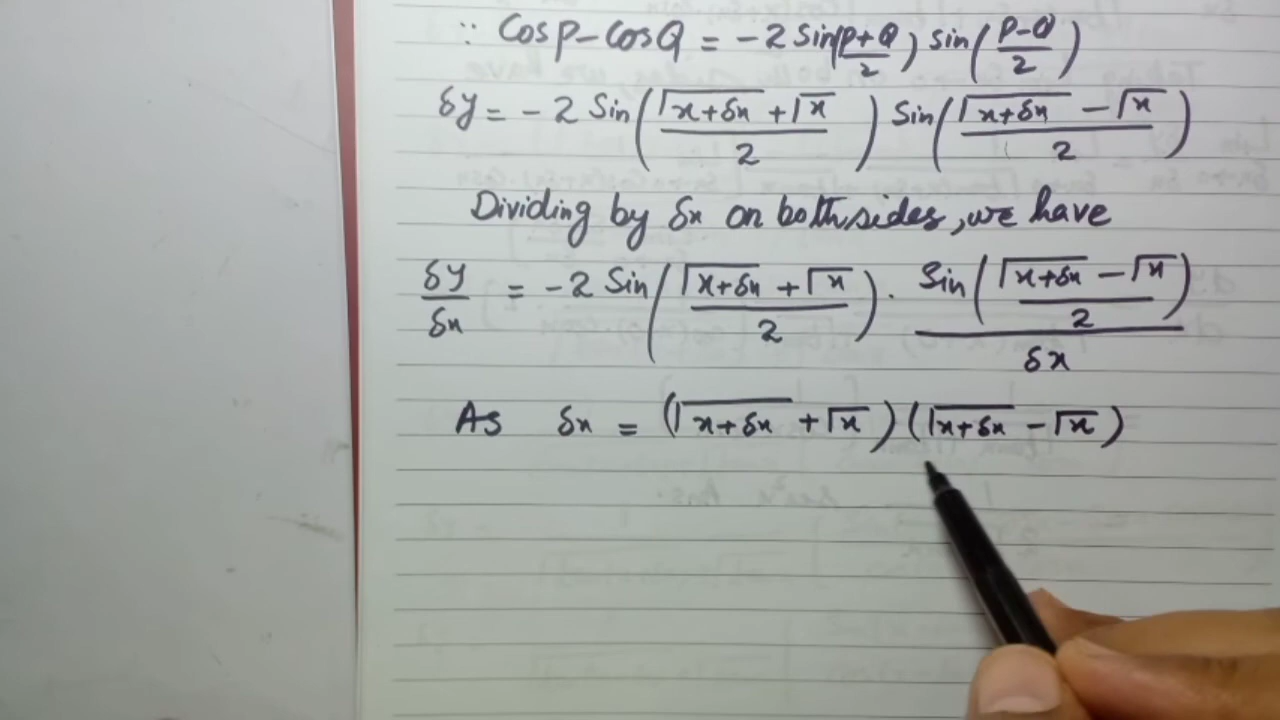 ∵ Cos P - cos Q = -2 Sin(P+Q/2) sin(P-Q/2)
δy = -2 Sin(√x+δx + √x / 2) Sin(√x+δx - √x / 2)
Dividing by δx on both sides, we have
δy/δx = -2 Sin(√x+δx + √x / 2) . Sin(√x+δx - √x / 2) / δx
As δx = (√x+δx + √x) (√x+δx - √x)